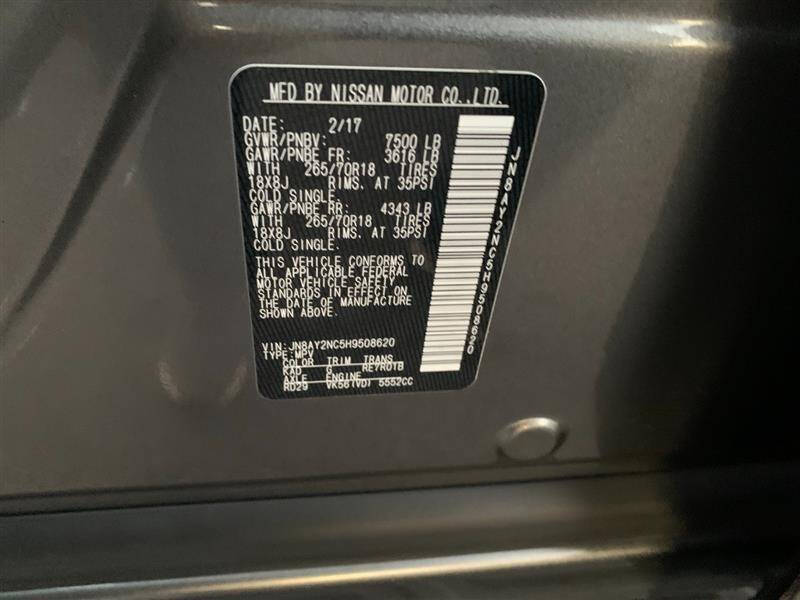 MFD BY NISSAN MOTOR CO.,LTD.
DATE: 2/17
GVWR/PNBV: 7500 LB
GAWR/PNBE FR: 3616 LB
WITH 265/70R18 TIRES
18X8J RIMS. AT 35PSI
COLD SINGLE.
GAWR/PNBE RR: 4343 LB
WITH 265/70R18 TIRES
18X8J RIMS. AT 35PSI
COLD SINGLE.
THIS VEHICLE CONFORMS TO
ALL APPLICABLE FEDERAL
MOTOR VEHICLE SAFETY
STANDARDS IN EFFECT ON
THE DATE OF MANUFACTURE
SHOWN ABOVE.
VIN: JN8AY2NC5H9508620
TYPE: MPV
COLOR TRIM TRANS
KAD G RE7R01B
AXLE ENGINE
RD29 VK56(VD) 5552CC
JN8AY2NC5H9508620